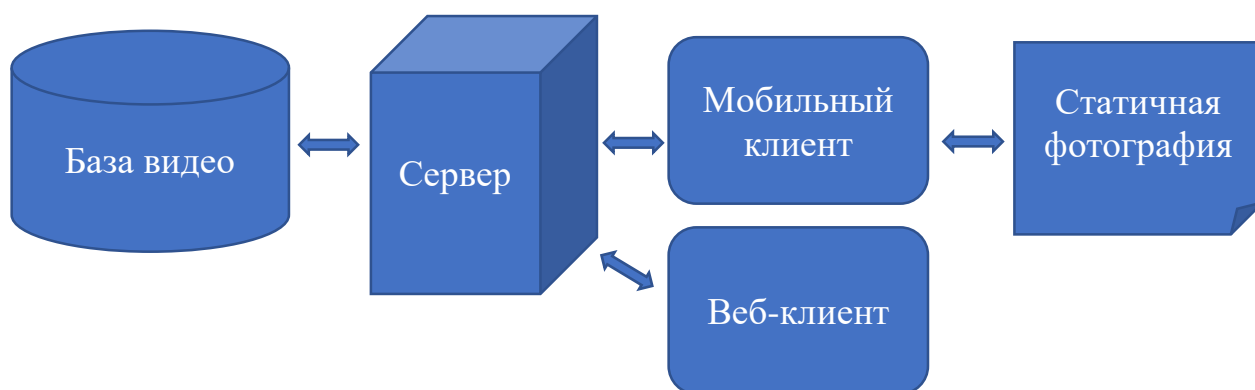 База видео
Сервер
Мобильный
клиент
Статичная
фотография
Веб-клиент